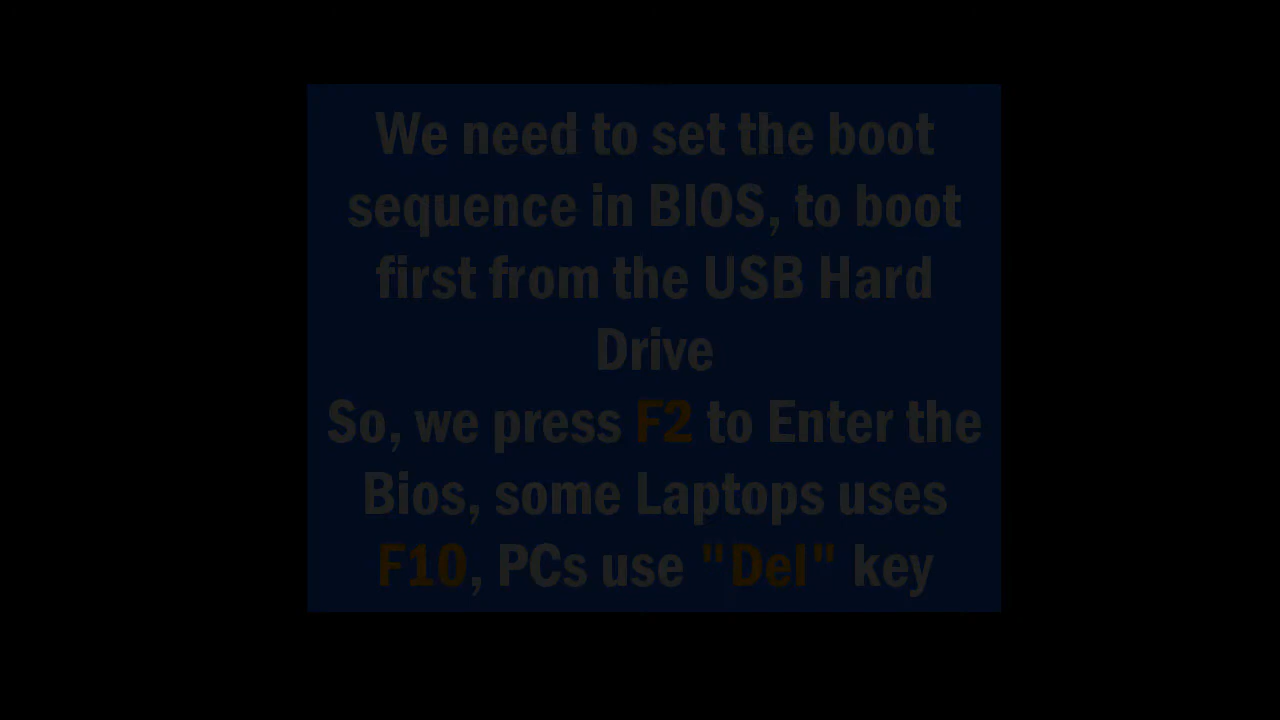 We need to set the boot
sequence in BIOS, to boot
first from the USB Hard
Drive
So, we press F2 to Enter the
Bios, some Laptops uses
F10, PCs use "Del" key